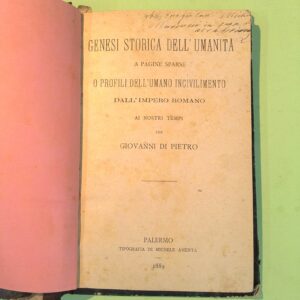 GENESI STORICA DELL'UMANITÀ
A PAGINE SPARSE
O PROFILI DELL'UMANO INCIVILIMENTO
DALL'IMPERO ROMANO
AI NOSTRI TEMPI
PER
GIOVANNI DI PIETRO
PALERMO
TIPOGRAFIA DI MICHELE AMENTA